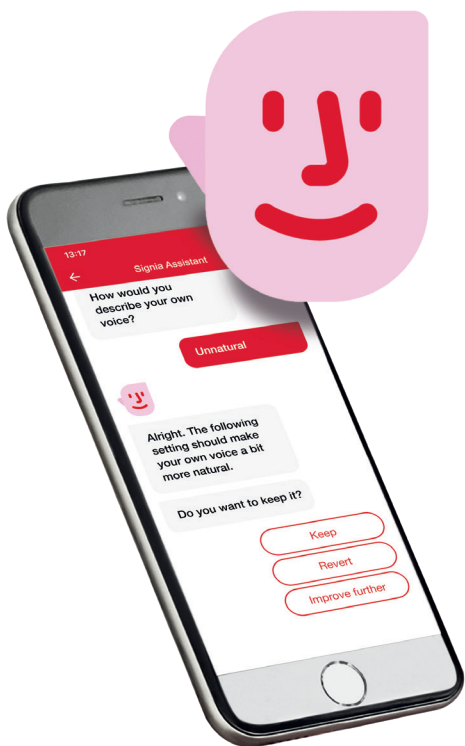 13:17
Signia Assistant
How would you
describe your own
voice?
Unnatural
Alright. The following
setting should make
your own voice a bit
more natural.
Do you want to keep it?
Keep
Revert
Improve further